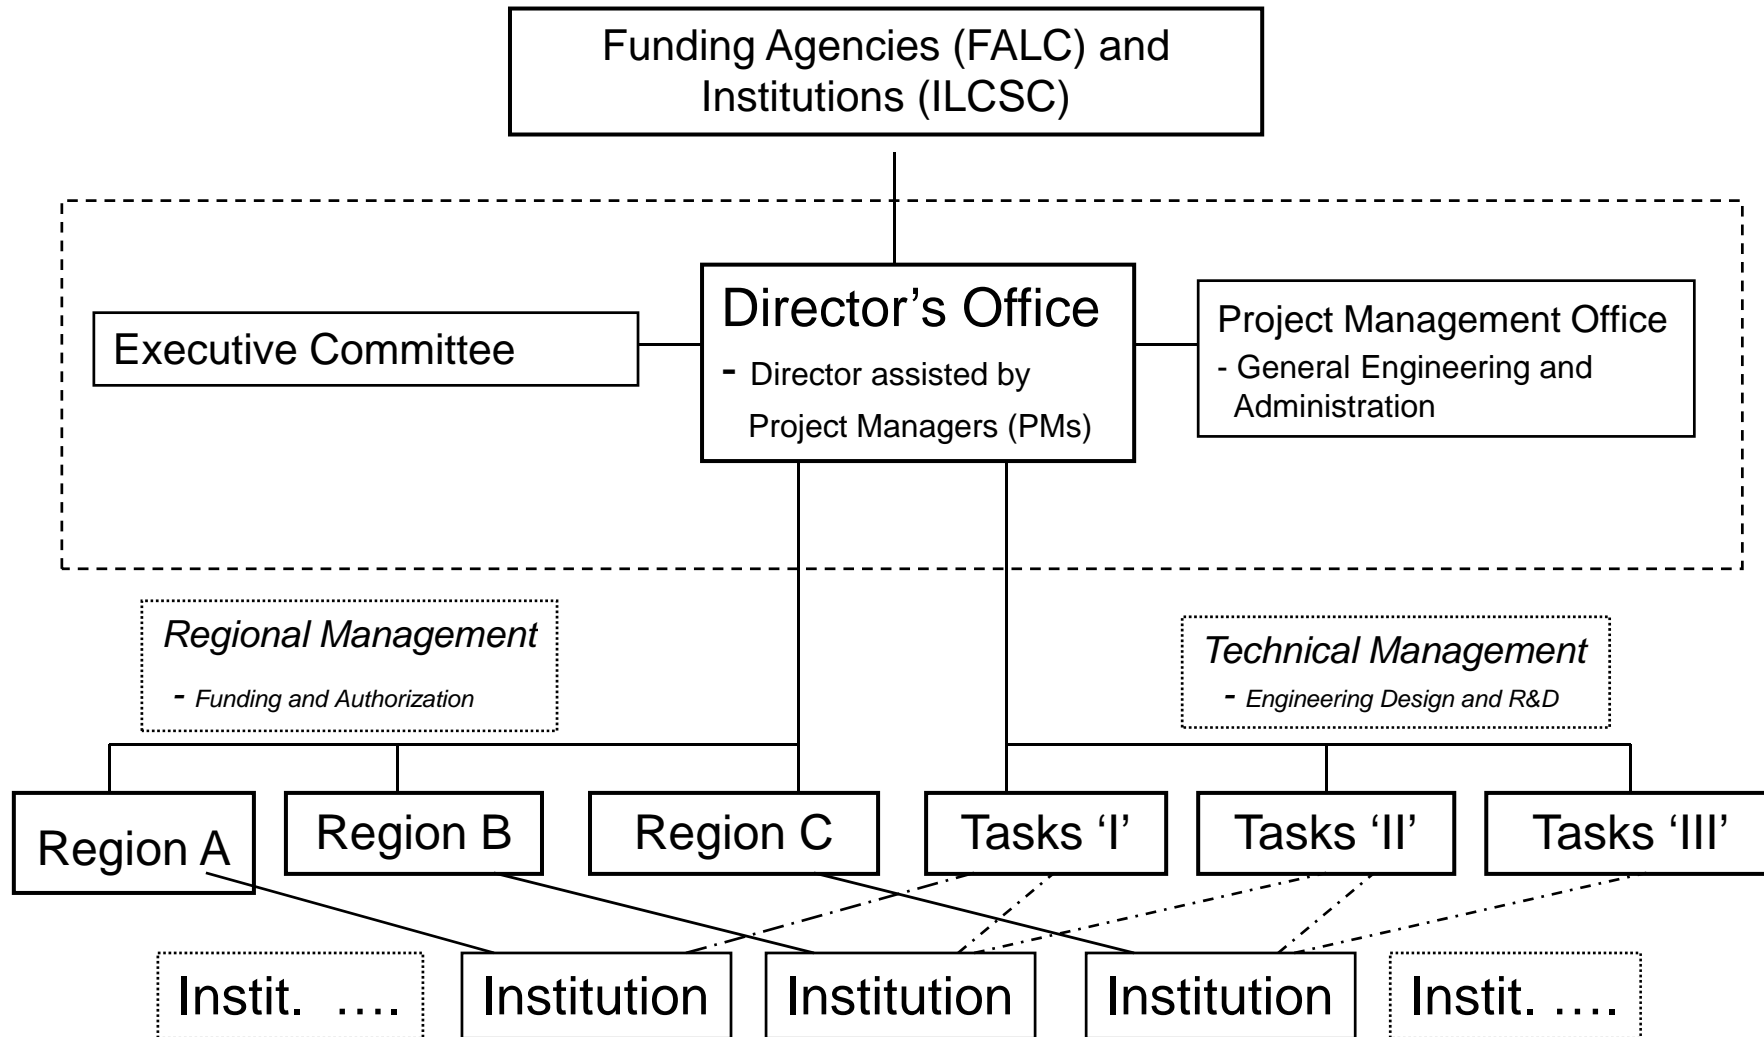 Funding Agencies (FALC) and
Institutions (ILCSC)
Executive Committee
Director’s Office
- Director assisted by
Project Managers (PMs)
Project Management Office
- General Engineering and
Administration
Regional Management
- Funding and Authorization
Technical Management
- Engineering Design and R&D
Region A
Region B
Region C
Tasks ‘I’
Tasks ‘II’
Tasks ‘III’
Instit. ….
Institution
Institution
Institution
Instit. ….